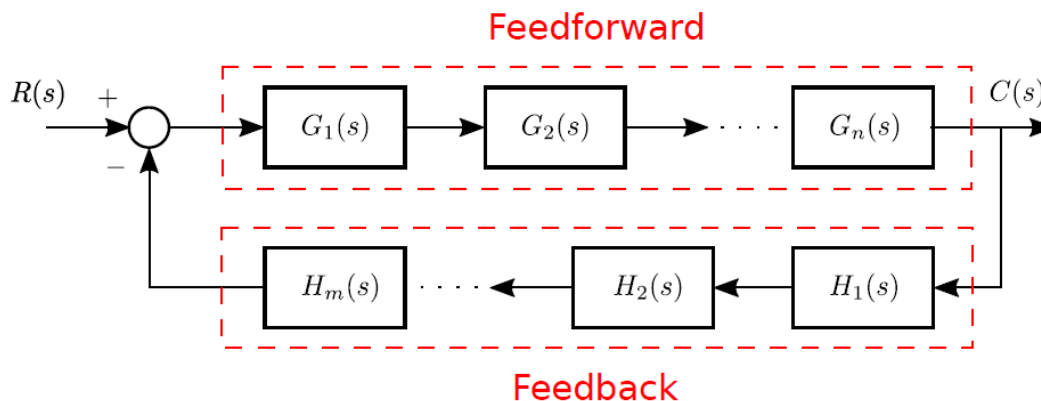 Feedforward
R(s) + G₁(s) G₂(s) · · · · Gₙ(s) C(s)
−
Hₘ(s) · · · · H₂(s) H₁(s)
Feedback